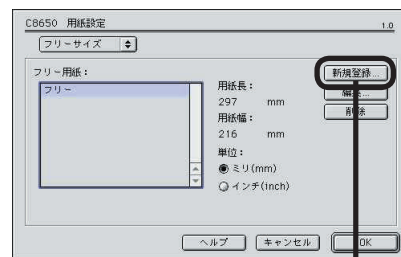 C8650 用紙設定
1.0
フリーサイズ
フリー用紙：
フリー
用紙長：
297 mm
用紙幅：
216 mm
単位：
ミリ(mm)
インチ(inch)
新規登録...
編集...
削除
ヘルプ
キャンセル
OK